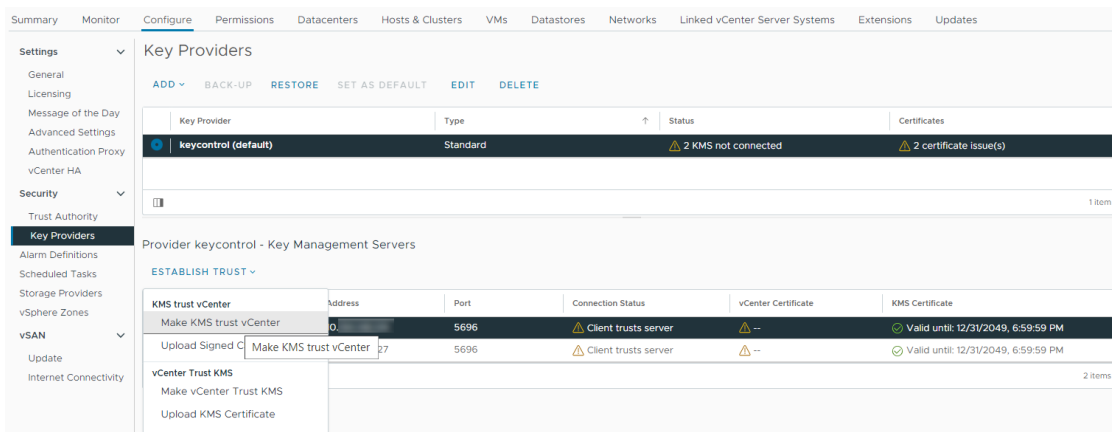 Summary Monitor Configure Permissions Datacenters Hosts & Clusters VMs Datastores Networks Linked vCenter Server Systems Extensions Updates
Settings
General
Licensing
Message of the Day
Advanced Settings
Authentication Proxy
vCenter HA
Security
Trust Authority
Key Providers
Alarm Definitions
Scheduled Tasks
Storage Providers
vSphere Zones
vSAN
Update
Internet Connectivity
Key Providers
ADD BACK-UP RESTORE SET AS DEFAULT EDIT DELETE
Key Provider Type Status Certificates
keycontrol (default) Standard 2 KMS not connected 2 certificate issue(s)
1 item
Provider keycontrol - Key Management Servers
ESTABLISH TRUST
Address Port Connection Status vCenter Certificate KMS Certificate
5696 Client trusts server -- Valid until: 12/31/2049, 6:59:59 PM
27 5696 Client trusts server -- Valid until: 12/31/2049, 6:59:59 PM
2 items
KMS trust vCenter
Make KMS trust vCenter
Upload Signed C
Make KMS trust vCenter
vCenter Trust KMS
Make vCenter Trust KMS
Upload KMS Certificate